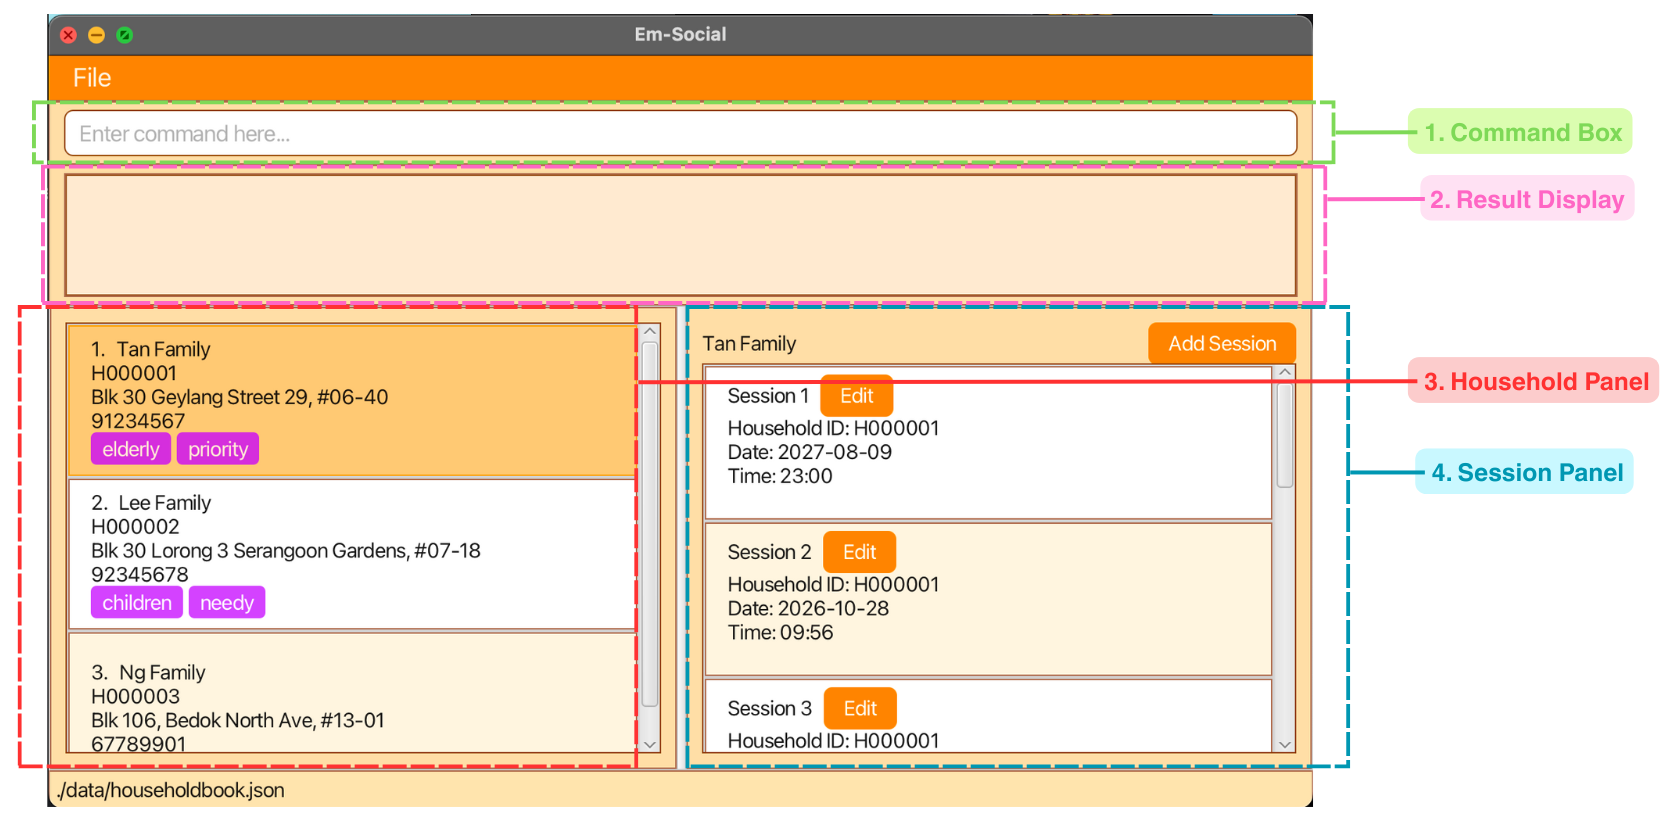 Em-Social
File
Enter command here...
1. Command Box
2. Result Display
1. Tan Family
H000001
Blk 30 Geylang Street 29, #06-40
91234567
elderly priority
2. Lee Family
H000002
Blk 30 Lorong 3 Serangoon Gardens, #07-18
92345678
children needy
3. Ng Family
H000003
Blk 106, Bedok North Ave, #13-01
67789901
Tan Family
Add Session
Session 1 Edit
Household ID: H000001
Date: 2027-08-09
Time: 23:00
Session 2 Edit
Household ID: H000001
Date: 2026-10-28
Time: 09:56
Session 3 Edit
Household ID: H000001
3. Household Panel
4. Session Panel
./data/householdbook.json